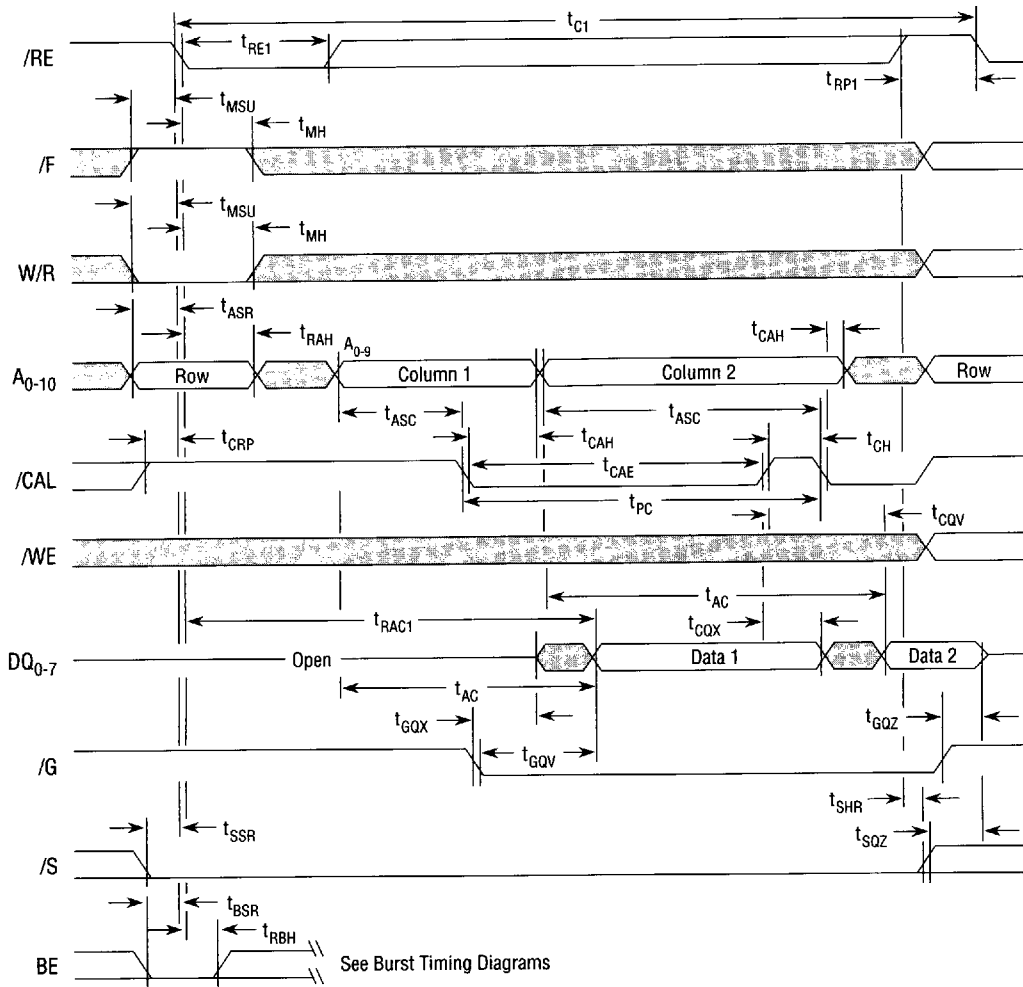 t_C1
/RE
t_RE1
t_RP1
t_MSU
t_MH
/F
t_MSU
t_MH
W/R
t_ASR
t_RAH
A_0-9
t_CAH
A_0-10
Row
Column 1
Column 2
Row
t_ASC
t_ASC
t_CRP
t_CAH
t_CH
/CAL
t_CAE
t_PC
t_CQV
/WE
t_AC
t_RAC1
t_CQX
DQ_0-7
Open
Data 1
Data 2
t_AC
t_GQX
t_GQZ
/G
t_GQV
t_SHR
t_SSR
t_SQZ
/S
t_BSR
t_RBH
BE
See Burst Timing Diagrams